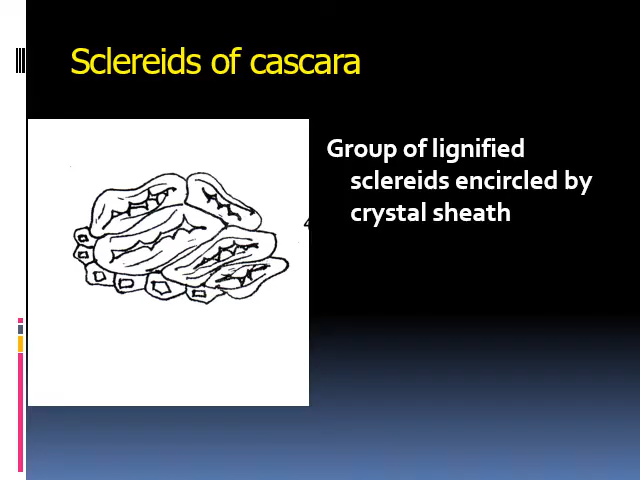 Sclereids of cascara
Group of lignified
sclereids encircled by
crystal sheath